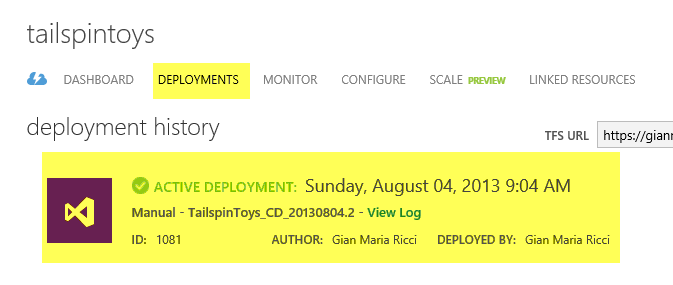 tailspintoys
DASHBOARD DEPLOYMENTS MONITOR CONFIGURE SCALE PREVIEW LINKED RESOURCES
deployment history
TFS URL https://gian
ACTIVE DEPLOYMENT: Sunday, August 04, 2013 9:04 AM
Manual - TailspinToys_CD_20130804.2 - View Log
ID: 1081 AUTHOR: Gian Maria Ricci DEPLOYED BY: Gian Maria Ricci